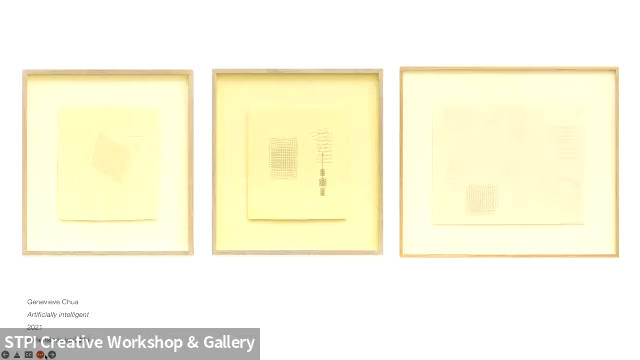 Genevieve Chua
Artificially intelligent
2021
STPI Creative Workshop & Gallery